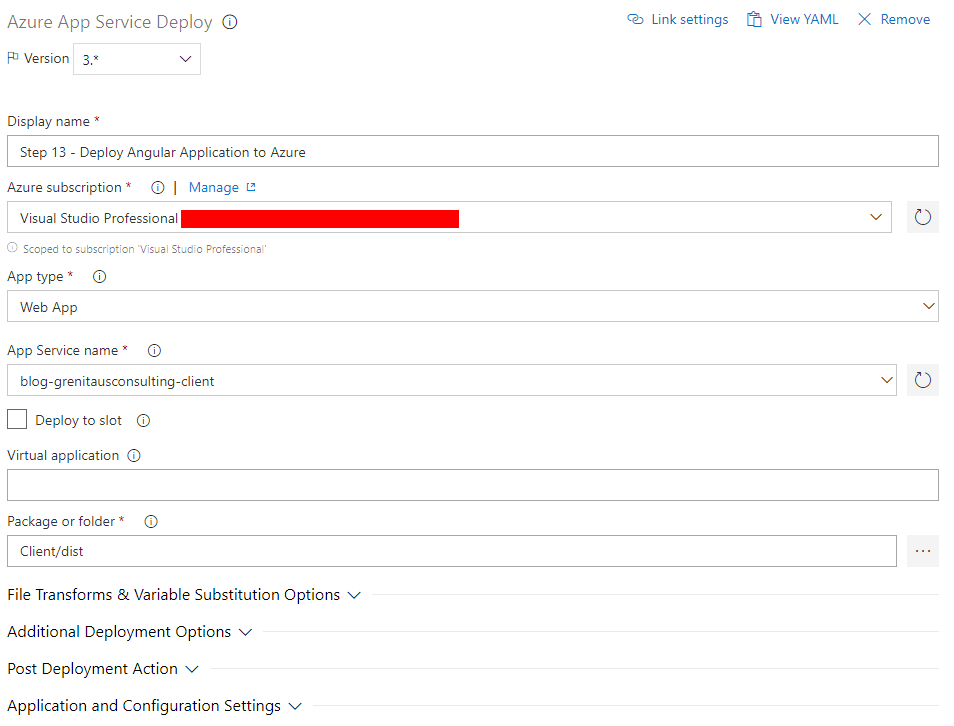 Azure App Service Deploy
Link settings
View YAML
Remove
Version
3.*
Display name *
Step 13 - Deploy Angular Application to Azure
Azure subscription *
| Manage
Visual Studio Professional
Scoped to subscription 'Visual Studio Professional'
App type *
Web App
App Service name *
blog-grenitausconsulting-client
Deploy to slot
Virtual application
Package or folder *
Client/dist
...
File Transforms & Variable Substitution Options
Additional Deployment Options
Post Deployment Action
Application and Configuration Settings